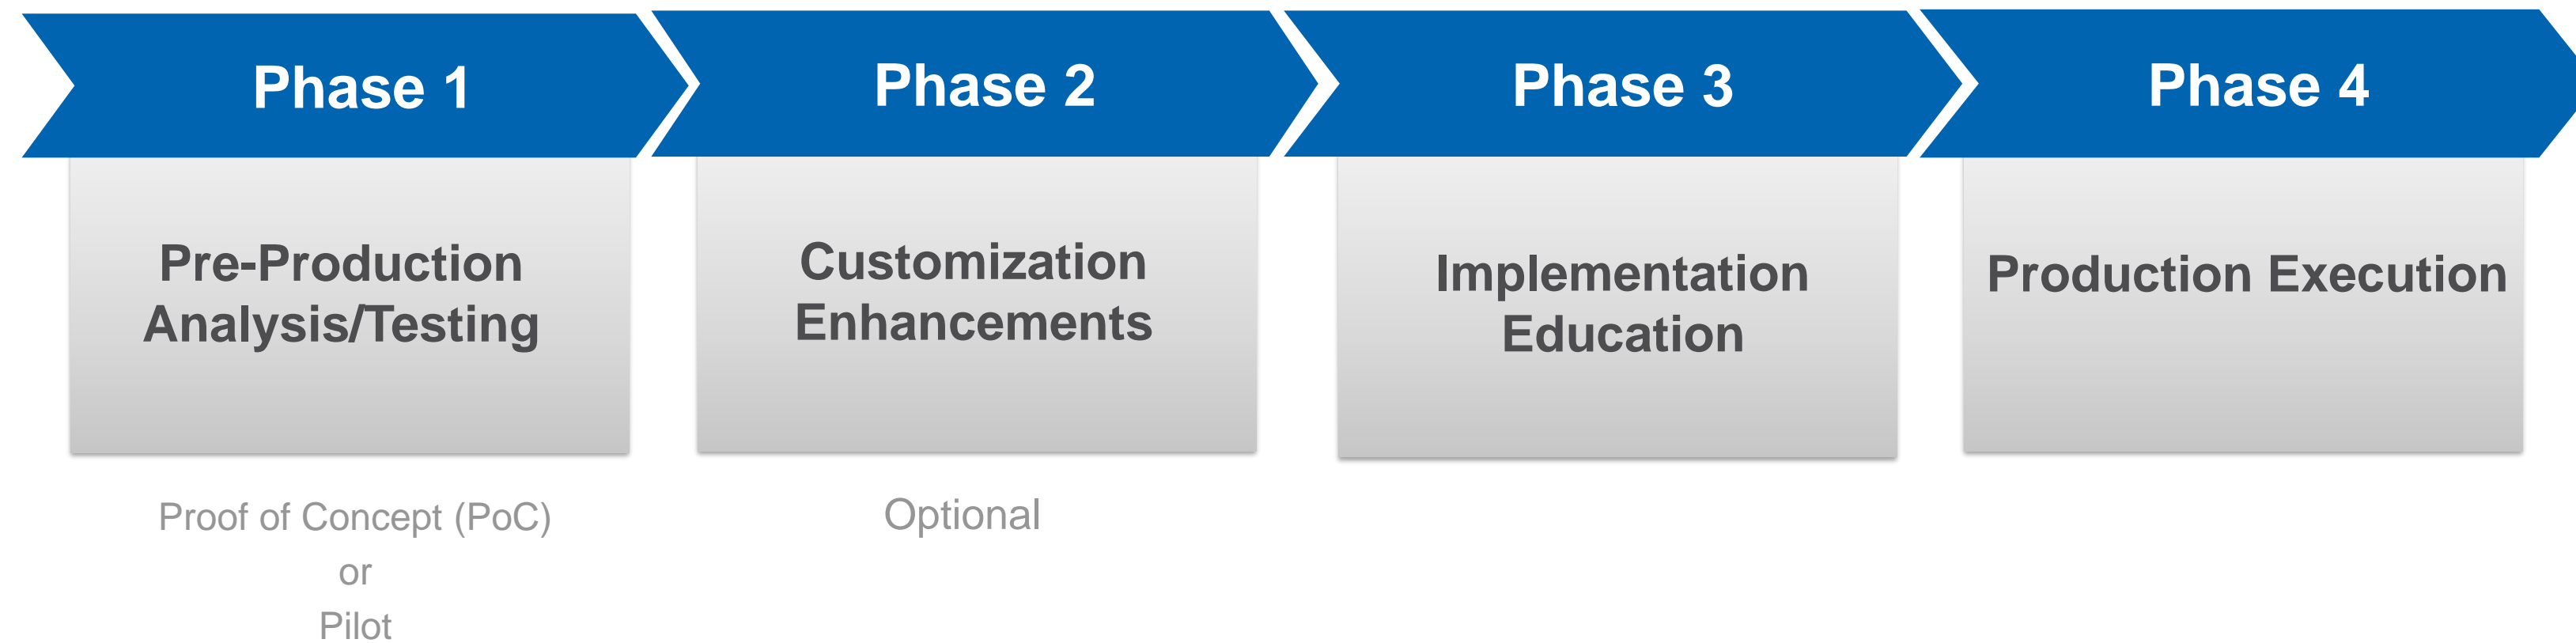 Phase 1
Phase 2
Phase 3
Phase 4
Pre-Production
Analysis/Testing
Customization
Enhancements
Implementation
Education
Production Execution
Proof of Concept (PoC)
or
Pilot
Optional